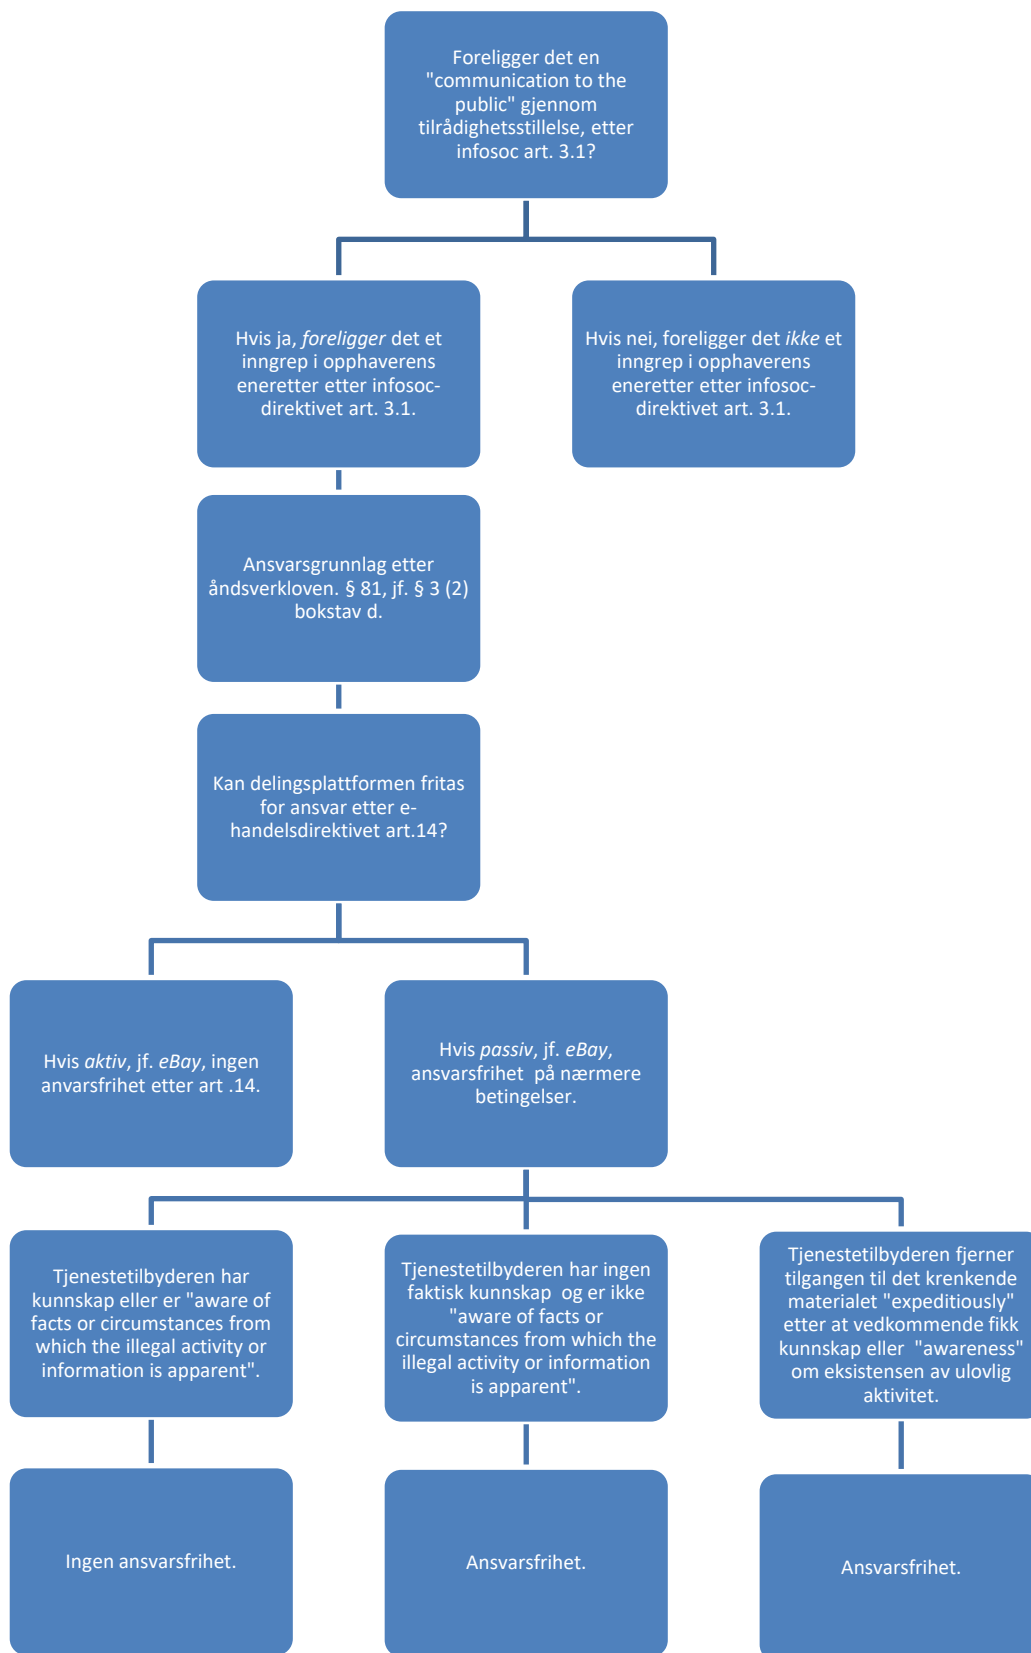 Foreligger det en
"communication to the
public" gjennom
tilrådighetsstillelse, etter
infosoc art. 3.1?
Hvis ja, foreligger det et
inngrep i opphaverens
eneretter etter infosoc-
direktivet art. 3.1.
Hvis nei, foreligger det ikke et
inngrep i opphaverens
eneretter etter infosoc-
direktivet art. 3.1.
Ansvarsgrunnlag etter
åndsverkloven. § 81, jf. § 3 (2)
bokstav d.
Kan delingsplattformen fritas
for ansvar etter e-
handelsdirektivet art.14?
Hvis aktiv, jf. eBay, ingen
anvarsfrihet etter art .14.
Hvis passiv, jf. eBay,
ansvarsfrihet  på nærmere
betingelser.
Tjenestetilbyderen har
kunnskap eller er "aware of
facts or circumstances from
which the illegal activity or
information is apparent".
Tjenestetilbyderen har ingen
faktisk kunnskap  og er ikke
"aware of facts or
circumstances from which the
illegal activity or information
is apparent".
Tjenestetilbyderen fjerner
tilgangen til det krenkende
materialet "expeditiously"
etter at vedkommende fikk
kunnskap eller  "awareness"
om eksistensen av ulovlig
aktivitet.
Ingen ansvarsfrihet.
Ansvarsfrihet.
Ansvarsfrihet.